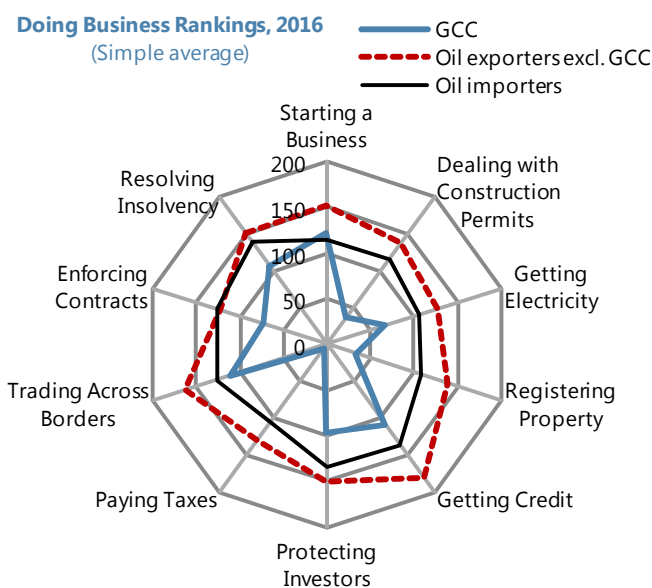 Doing Business Rankings, 2016
(Simple average)
GCC
Oil exporters excl. GCC
Oil importers
Starting a
Business
Dealing with
Construction
Permits
Getting
Electricity
Registering
Property
Getting Credit
Protecting
Investors
Paying Taxes
Trading Across
Borders
Enforcing
Contracts
Resolving
Insolvency
200
150
100
50
0